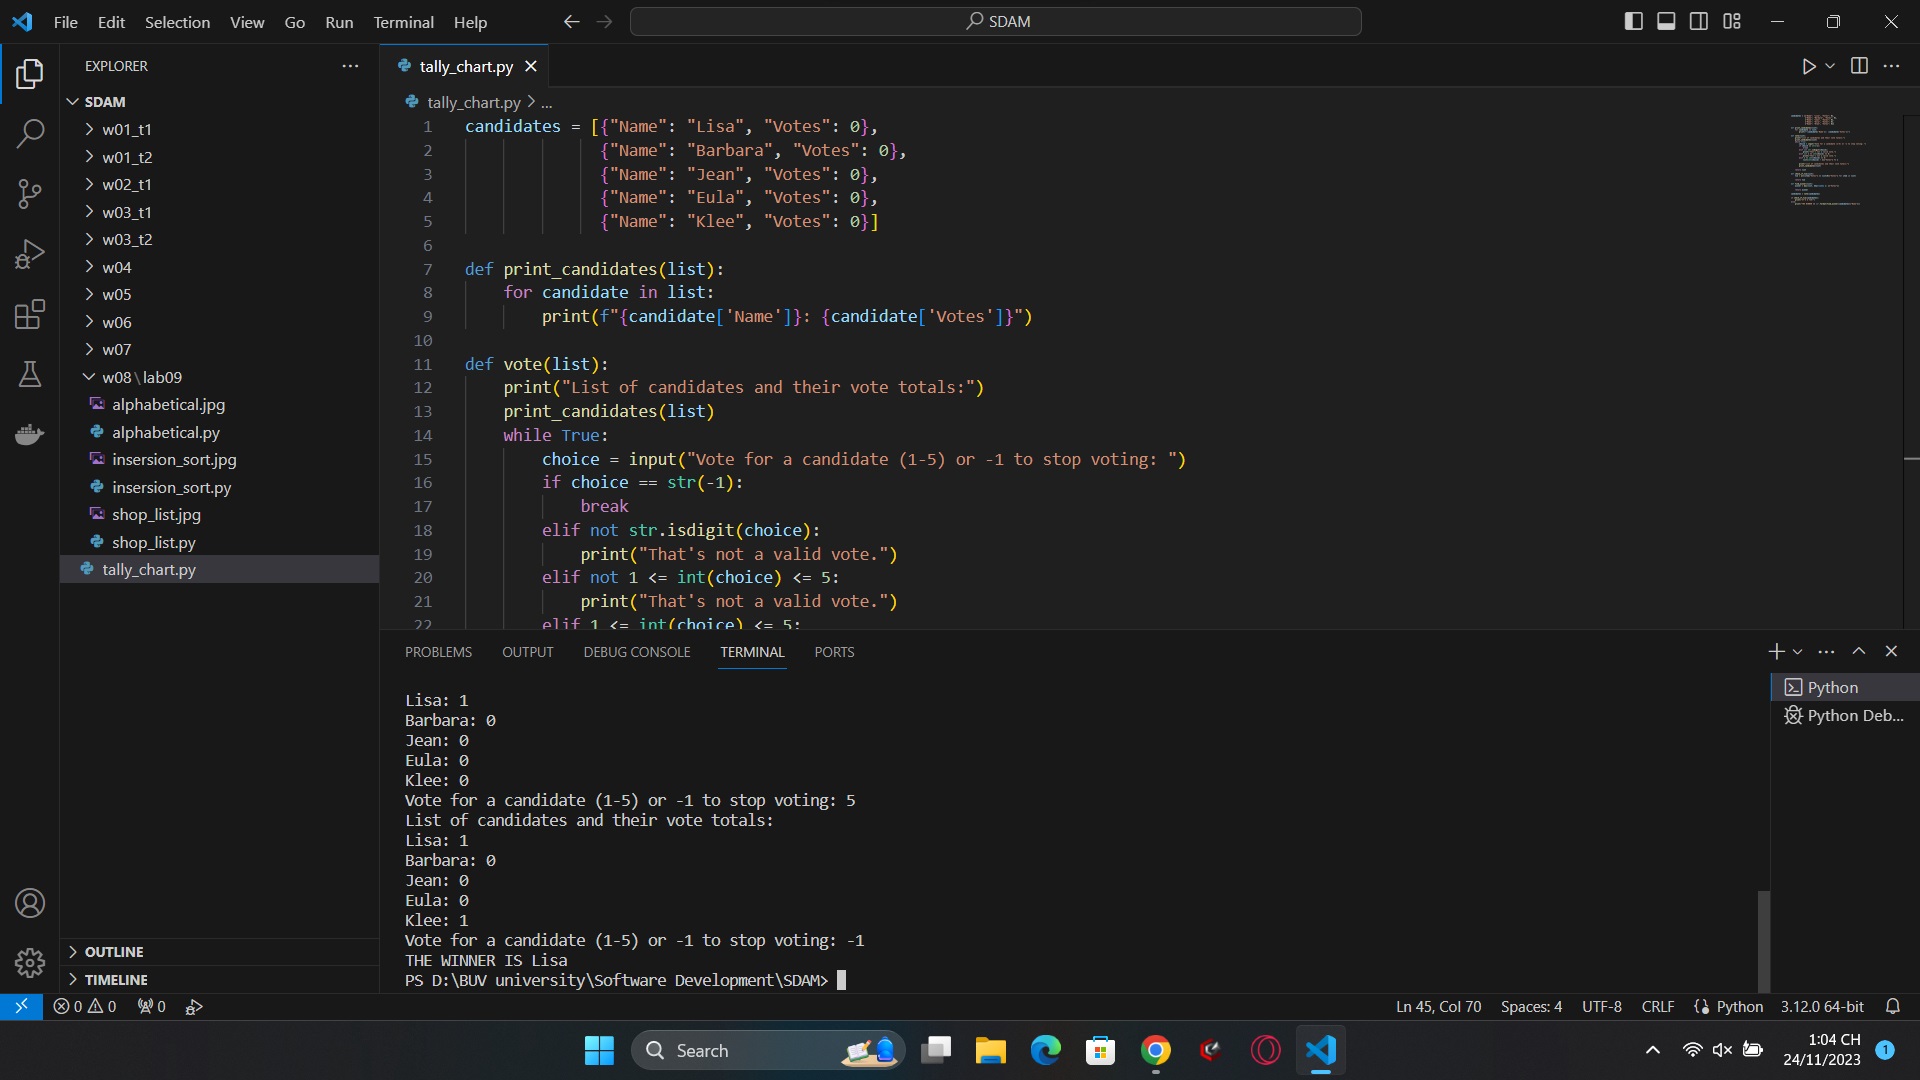 File Edit Selection View Go Run Terminal Help
SDAM
EXPLORER
SDAM
w01_t1
w01_t2
w02_t1
w03_t1
w03_t2
w04
w05
w06
w07
w08\lab09
alphabetical.jpg
alphabetical.py
insersion_sort.jpg
insersion_sort.py
shop_list.jpg
shop_list.py
tally_chart.py
OUTLINE
TIMELINE
tally_chart.py
tally_chart.py > ...
1 candidates = [{"Name": "Lisa", "Votes": 0},
2 {"Name": "Barbara", "Votes": 0},
3 {"Name": "Jean", "Votes": 0},
4 {"Name": "Eula", "Votes": 0},
5 {"Name": "Klee", "Votes": 0}]
6
7 def print_candidates(list):
8 for candidate in list:
9 print(f"{candidate['Name']}: {candidate['Votes']}")
10
11 def vote(list):
12 print("List of candidates and their vote totals:")
13 print_candidates(list)
14 while True:
15 choice = input("Vote for a candidate (1-5) or -1 to stop voting: ")
16 if choice == str(-1):
17 break
18 elif not str.isdigit(choice):
19 print("That's not a valid vote.")
20 elif not 1 <= int(choice) <= 5:
21 print("That's not a valid vote.")
22 elif 1 <= int(choice) <= 5:
PROBLEMS OUTPUT DEBUG CONSOLE TERMINAL PORTS
Lisa: 1
Barbara: 0
Jean: 0
Eula: 0
Klee: 0
Vote for a candidate (1-5) or -1 to stop voting: 5
List of candidates and their vote totals:
Lisa: 1
Barbara: 0
Jean: 0
Eula: 0
Klee: 1
Vote for a candidate (1-5) or -1 to stop voting: -1
THE WINNER IS Lisa
PS D:\BUV university\Software Development\SDAM>
Python
Python Deb...
0 0 0 Ln 45, Col 70 Spaces: 4 UTF-8 CRLF Python 3.12.0 64-bit
Search
1:04 CH
24/11/2023
1